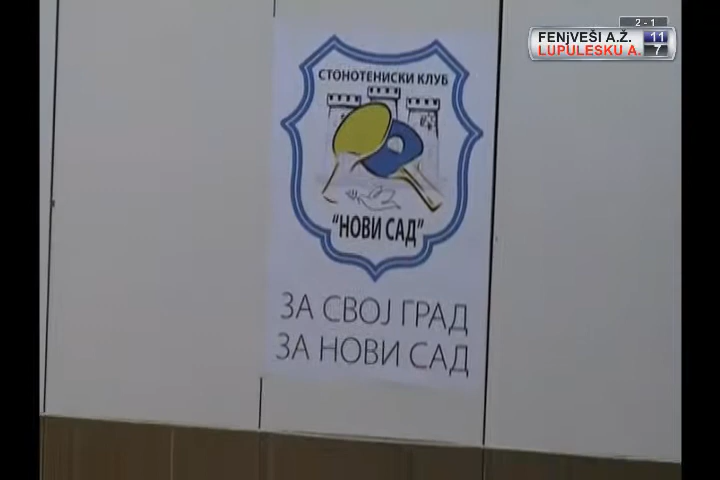 2 - 1
FENjVEŠI A.Ž. 11
LUPULESKU A. 7
СТОНОТЕНИСКИ КЛУБ
"НОВИ САД"
ЗА СВОЈ ГРАД
ЗА НОВИ САД